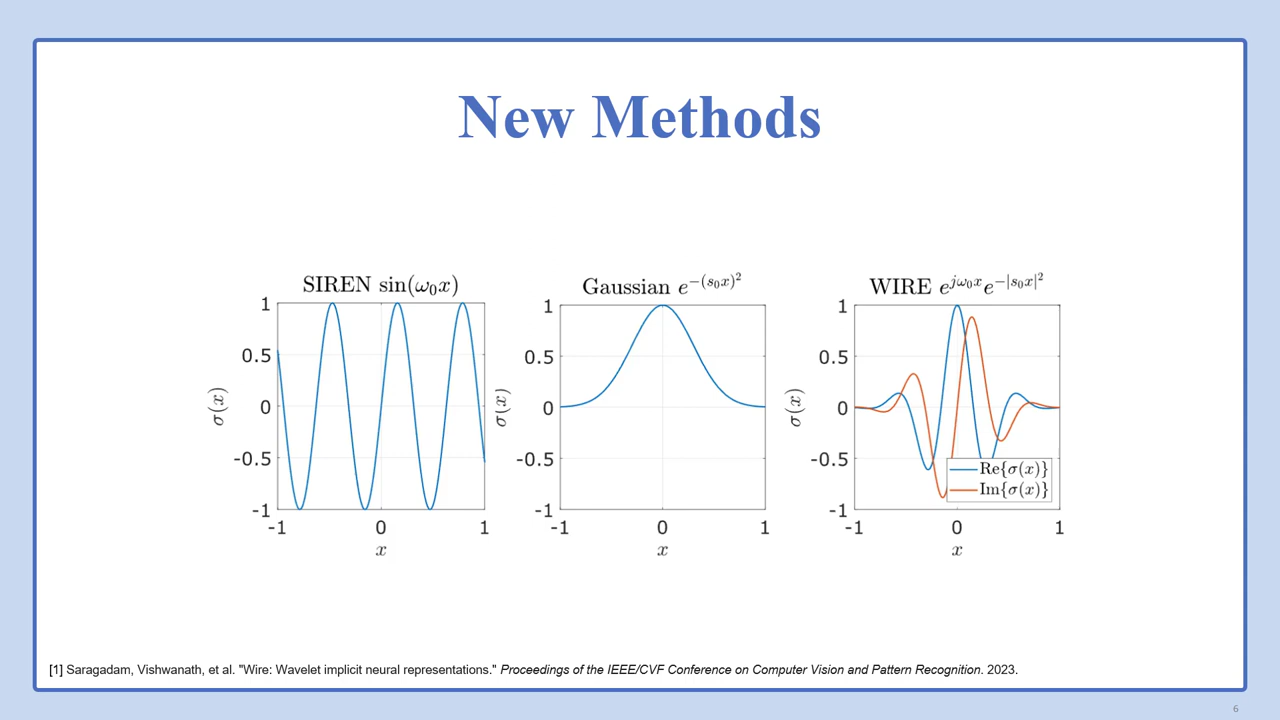 New Methods
SIREN sin(ω₀x)
1
0.5
0
-0.5
-1
-1
0
1
σ(x)
x
Gaussian e^{-(s₀x)²}
1
0.5
0
-0.5
-1
-1
0
1
σ(x)
x
WIRE e^{jω₀x}e^{-|s₀x|²}
1
0.5
0
-0.5
-1
-1
0
1
σ(x)
x
Re{σ(x)}
Im{σ(x)}
[1] Saragadam, Vishwanath, et al. "Wire: Wavelet implicit neural representations." Proceedings of the IEEE/CVF Conference on Computer Vision and Pattern Recognition. 2023.
6